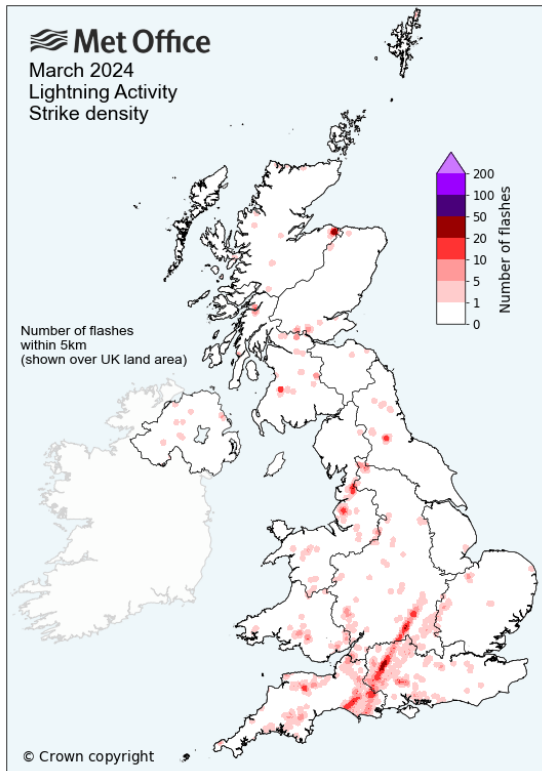 Met Office
March 2024
Lightning Activity
Strike density
200
100
50
20
10
5
1
0
Number of flashes
Number of flashes
within 5km
(shown over UK land area)
© Crown copyright